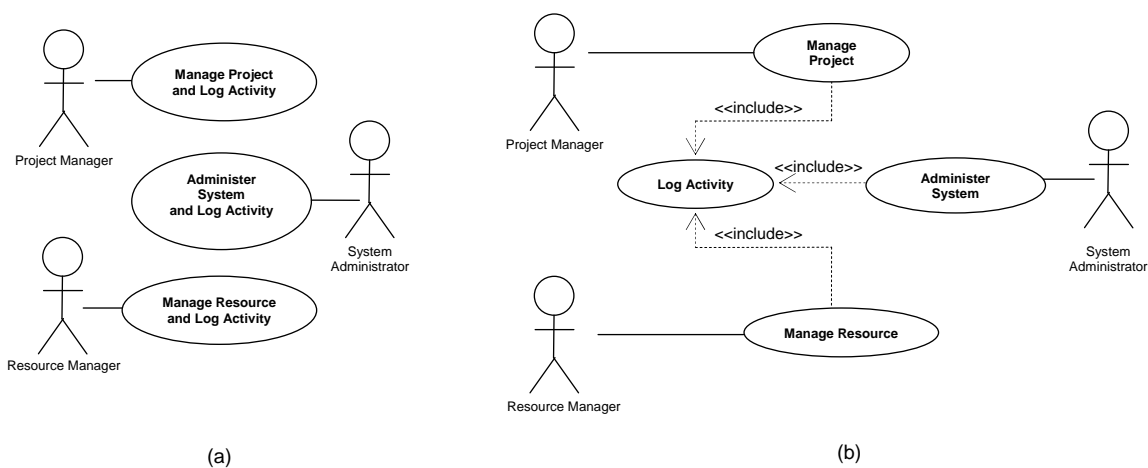 Manage Project
and Log Activity
Project Manager
Administer
System
and Log Activity
System
Administrator
Manage Resource
and Log Activity
Resource Manager
(a)
Manage
Project
<<include>>
Project Manager
Log Activity
<<include>>
Administer
System
<<include>>
System
Administrator
Manage Resource
Resource Manager
(b)